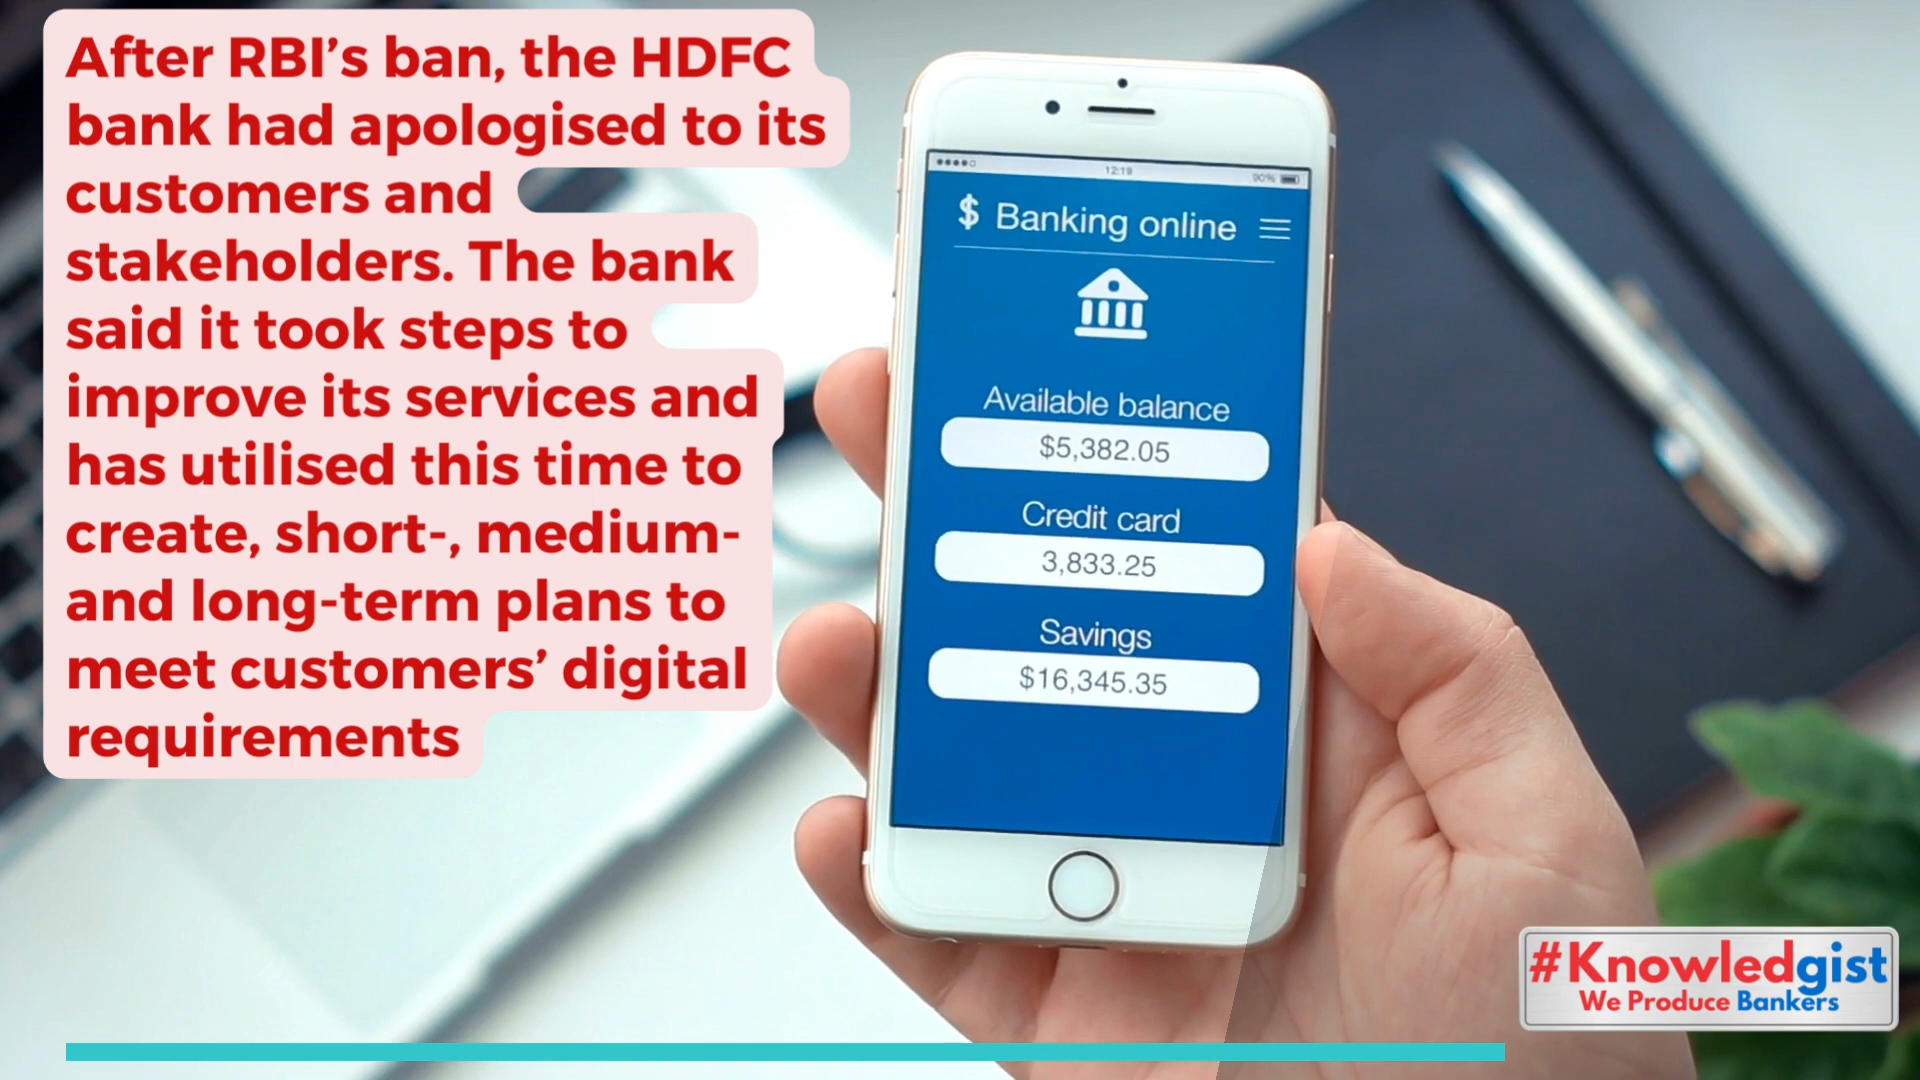 After RBI's ban, the HDFC
bank had apologised to its
customers and
stakeholders. The bank
said it took steps to
improve its services and
has utilised this time to
create, short-, medium-
and long-term plans to
meet customers' digital
requirements
12:19
90%
$ Banking online
Available balance
$5,382.05
Credit card
3,833.25
Savings
$16,345.35
#Knowledgist
We Produce Bankers